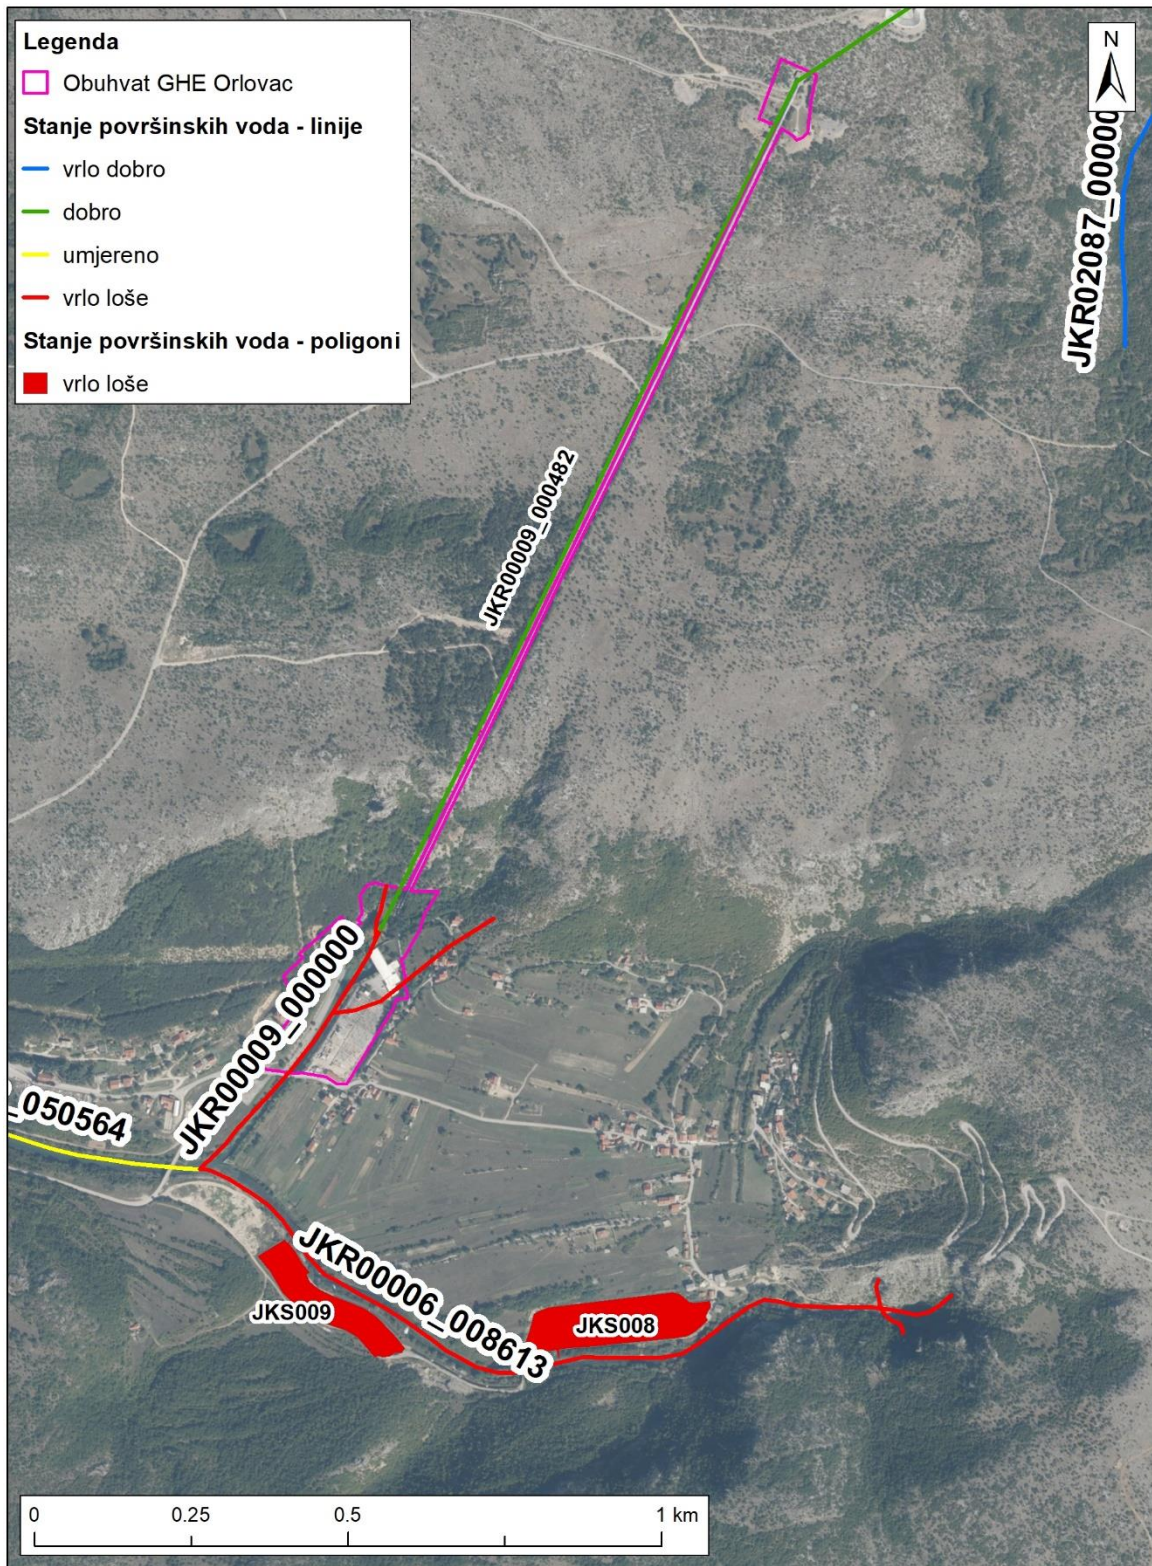 Legenda
Obuhvat GHE Orlovac
Stanje površinskih voda - linije
vrlo dobro
dobro
umjereno
vrlo loše
Stanje površinskih voda - poligoni
vrlo loše
N
JKR02087_00000
JKR00009_000482
JKR00009_000000
_050564
JKR00006_008613
JKS009
JKS008
0 0.25 0.5 1 km